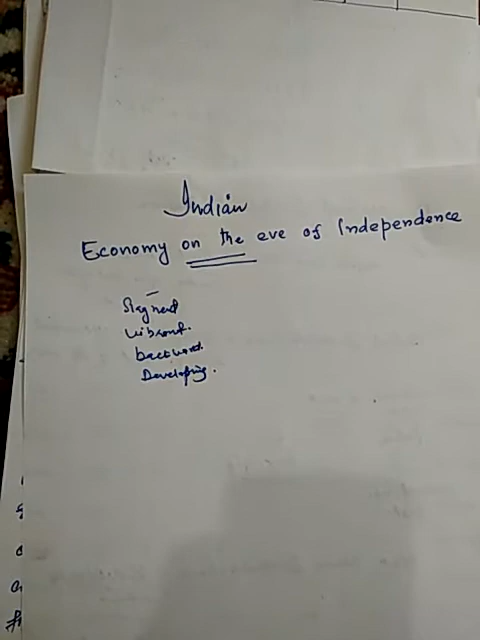 Indian
Economy on the eve of Independence
Stagnant
Vibrant.
backward.
Developing.